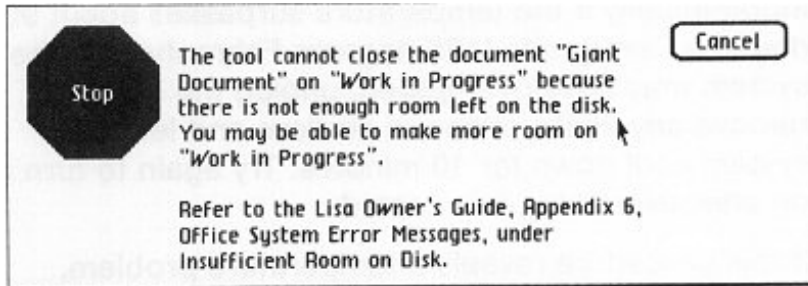 Stop
The tool cannot close the document "Giant
Document" on "Work in Progress" because
there is not enough room left on the disk.
You may be able to make more room on
"Work in Progress".
Refer to the Lisa Owner's Guide, Appendix 6,
Office System Error Messages, under
Insufficient Room on Disk.
Cancel